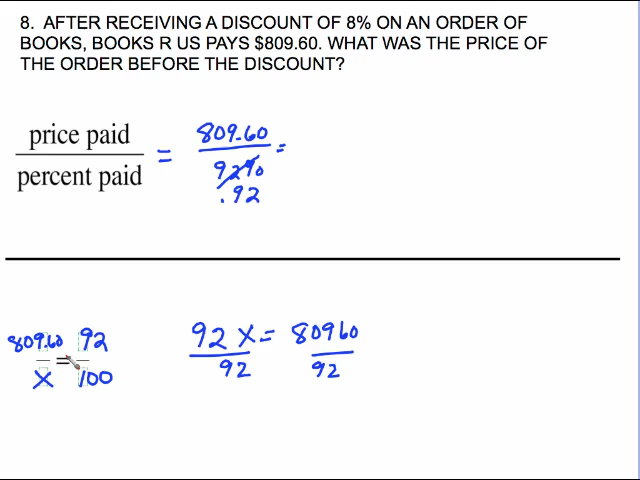 8. AFTER RECEIVING A DISCOUNT OF 8% ON AN ORDER OF
BOOKS, BOOKS R US PAYS $809.60. WHAT WAS THE PRICE OF
THE ORDER BEFORE THE DISCOUNT?
price paid
percent paid
=
809.60
92%
.92
=
809.60
x
=
92
100
92 x = 80960
92 92